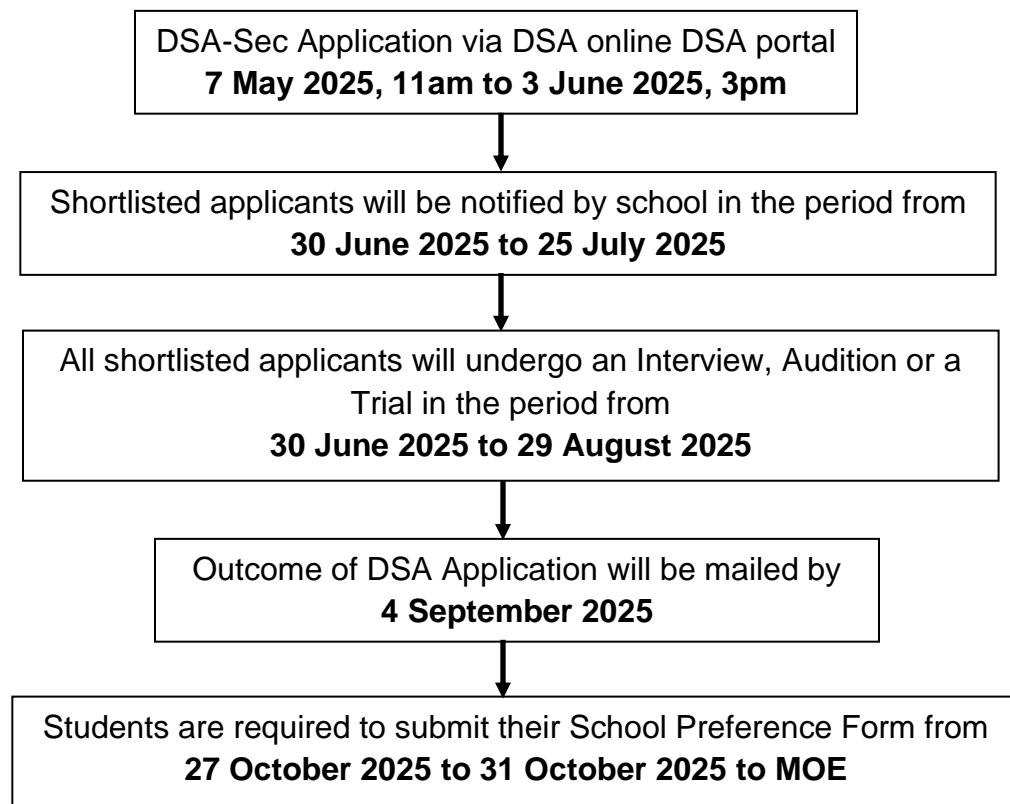 DSA-Sec Application via DSA online DSA portal
7 May 2025, 11am to 3 June 2025, 3pm
Shortlisted applicants will be notified by school in the period from
30 June 2025 to 25 July 2025
All shortlisted applicants will undergo an Interview, Audition or a
Trial in the period from
30 June 2025 to 29 August 2025
Outcome of DSA Application will be mailed by
4 September 2025
Students are required to submit their School Preference Form from
27 October 2025 to 31 October 2025 to MOE